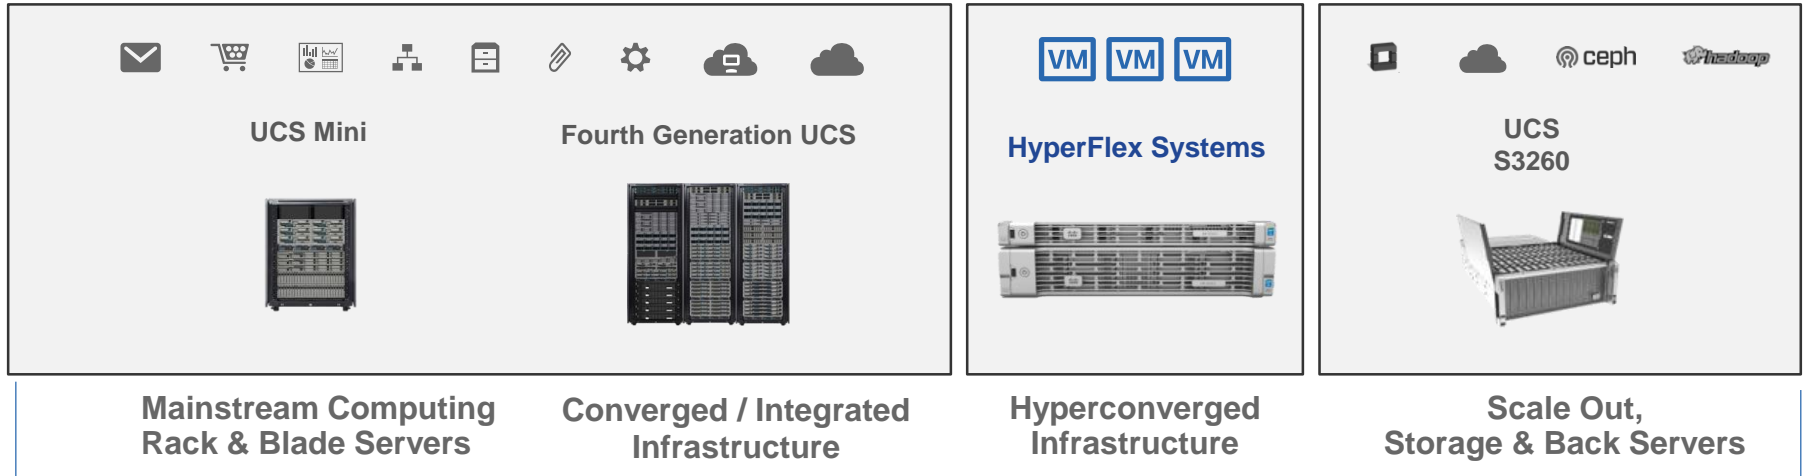 UCS Mini
Fourth Generation UCS
VM VM VM
HyperFlex Systems
ceph
hadoop
UCS
S3260
Mainstream Computing
Rack & Blade Servers
Converged / Integrated
Infrastructure
Hyperconverged
Infrastructure
Scale Out,
Storage & Back Servers